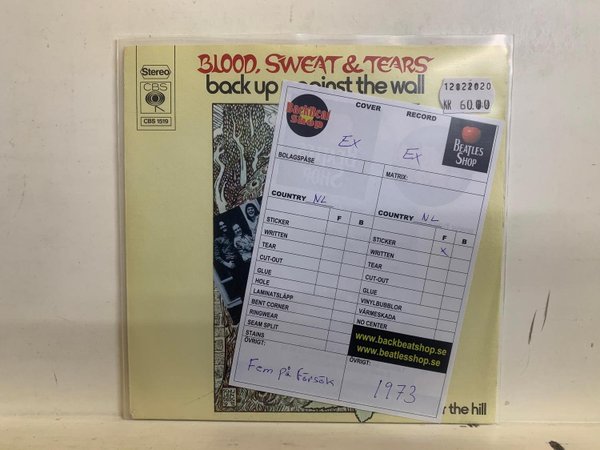 BLOOD, SWEAT & TEARS
back up against the wall
Stereo
CBS
CBS 1519
12022020
KR 60.00
BackBeat Shop
COVER
RECORD
BEATLES SHOP
Ex
Ex
BOLAGSPÅSE
MATRIX:
COUNTRY NL
COUNTRY NL
F B
F B
STICKER
STICKER
WRITTEN
WRITTEN X
TEAR
TEAR
CUT-OUT
CUT-OUT
GLUE
GLUE
HOLE
VINYLBUBBLOR
LAMINATSLÄPP
VÄRMESKADA
BENT CORNER
NO CENTER
RINGWEAR
SEAM SPLIT
STAINS
www.backbeatshop.se
www.beatlesshop.se
ÖVRIGT:
ÖVRIGT:
Fem på försök
1973
the hill